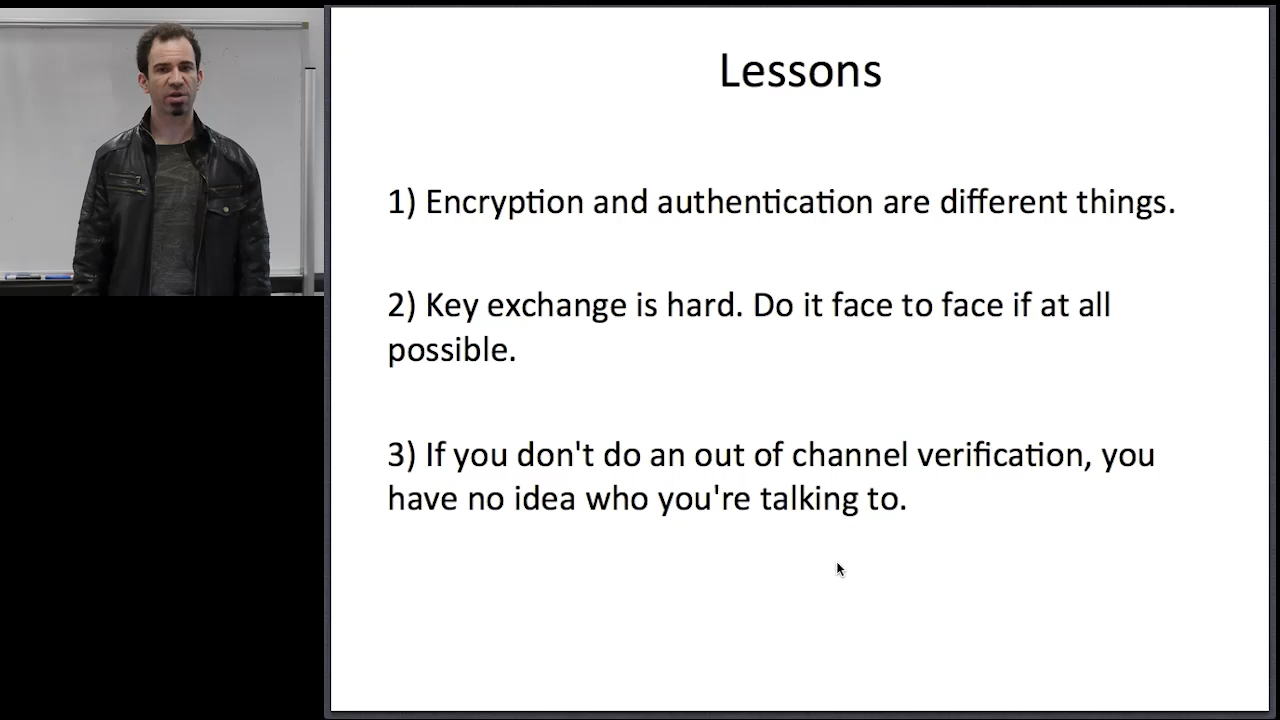 Lessons
1) Encryption and authentication are different things.
2) Key exchange is hard. Do it face to face if at all
possible.
3) If you don't do an out of channel verification, you
have no idea who you're talking to.